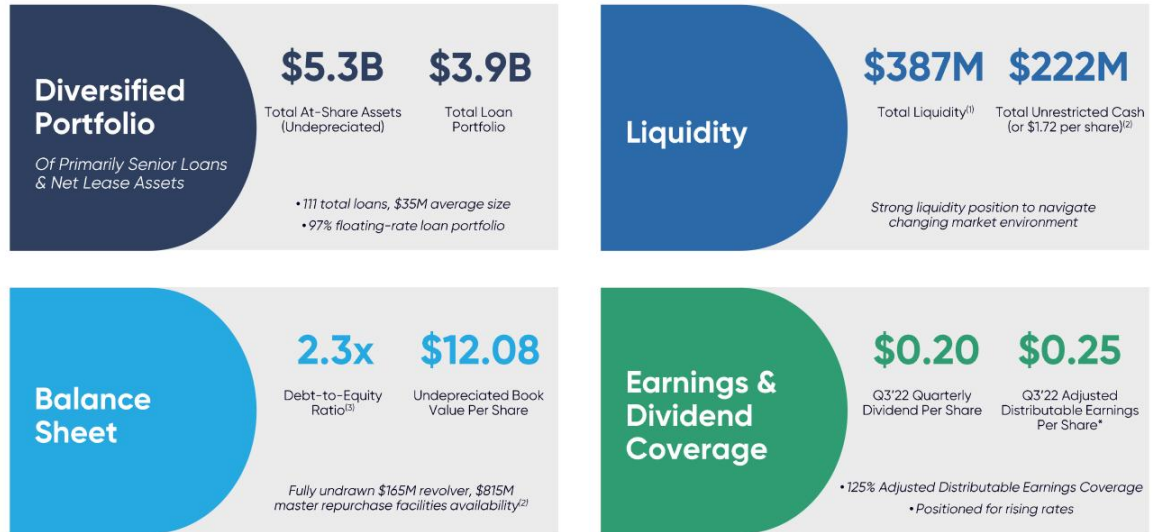 Diversified
Portfolio
Of Primarily Senior Loans
& Net Lease Assets
$5.3B
Total At-Share Assets
(Undepreciated)
$3.9B
Total Loan
Portfolio
• 111 total loans, $35M average size
• 97% floating-rate loan portfolio
Liquidity
$387M
Total Liquidity(1)
$222M
Total Unrestricted Cash
(or $1.72 per share)(2)
Strong liquidity position to navigate
changing market environment
Balance
Sheet
2.3x
Debt-to-Equity
Ratio(3)
$12.08
Undepreciated Book
Value Per Share
Fully undrawn $165M revolver, $815M
master repurchase facilities availability(2)
Earnings &
Dividend
Coverage
$0.20
Q3'22 Quarterly
Dividend Per Share
$0.25
Q3'22 Adjusted
Distributable Earnings
Per Share*
• 125% Adjusted Distributable Earnings Coverage
• Positioned for rising rates